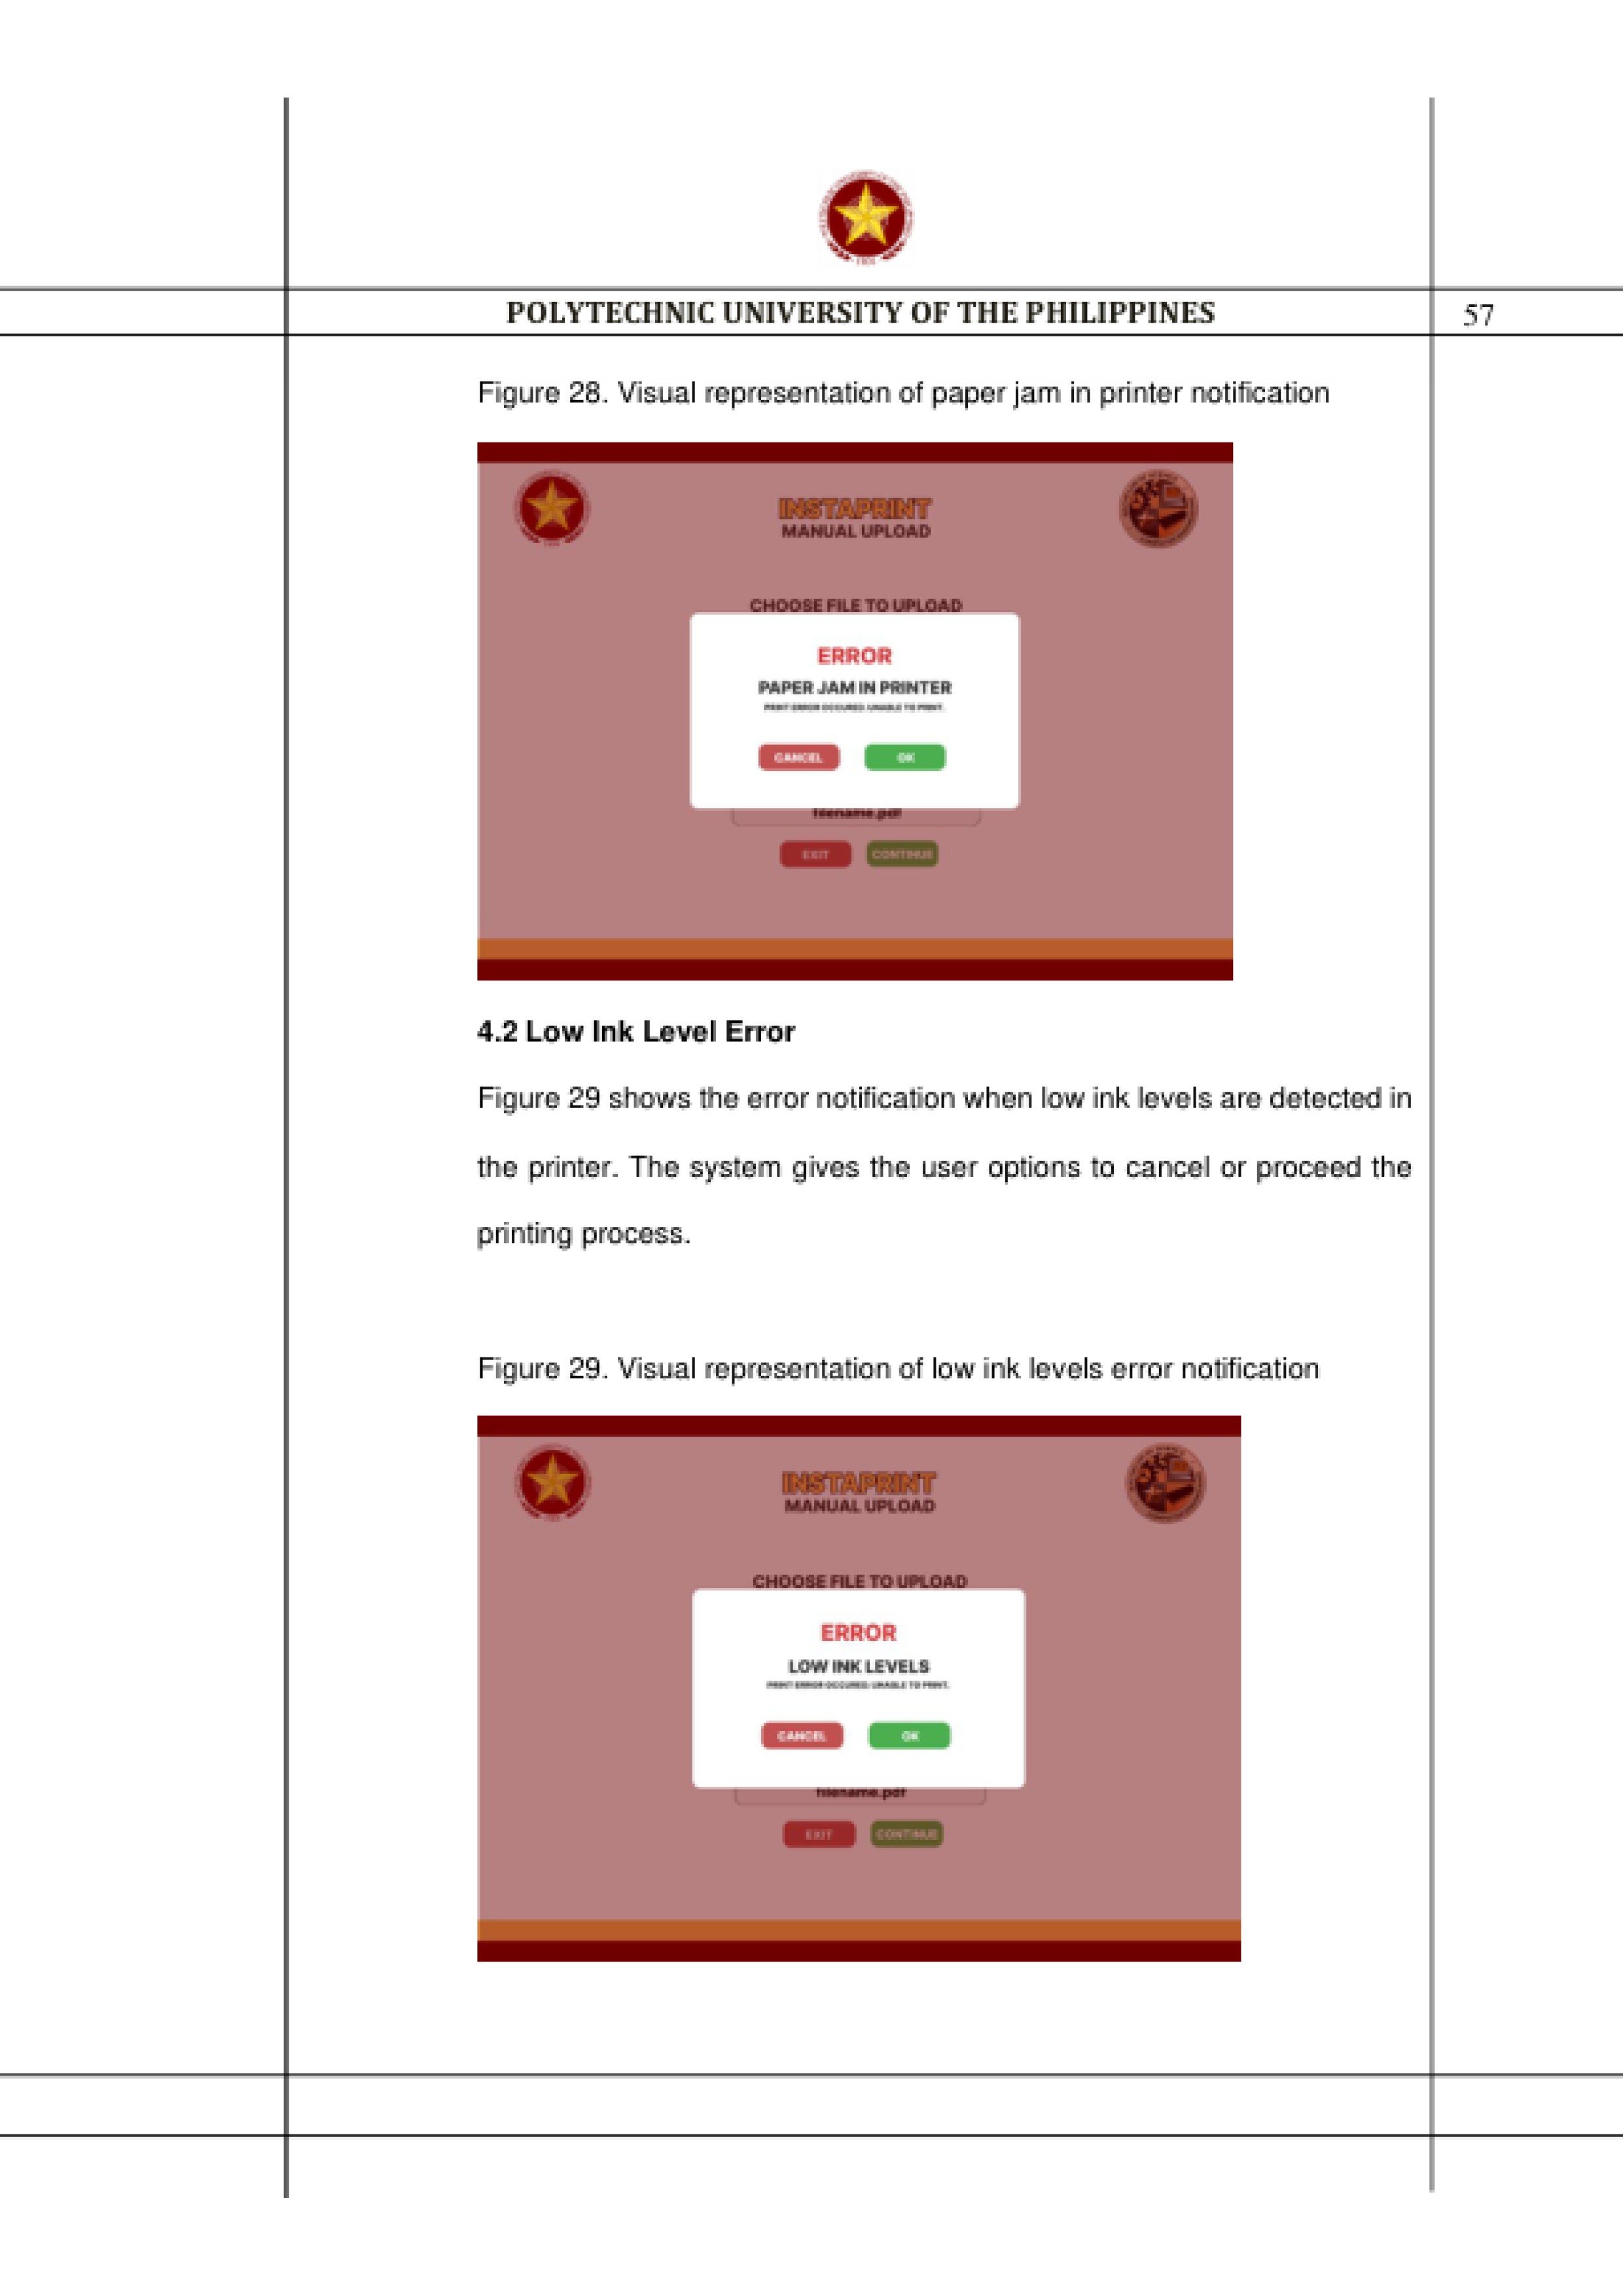 POLYTECHNIC UNIVERSITY OF THE PHILIPPINES
57
Figure 28. Visual representation of paper jam in printer notification
INSTAPRINT
MANUAL UPLOAD
CHOOSE FILE TO UPLOAD
ERROR
PAPER JAM IN PRINTER
PRINT ERROR OCCURED. UNABLE TO PRINT.
CANCEL OK
filename.pdf
EXIT CONTINUE
4.2 Low Ink Level Error
Figure 29 shows the error notification when low ink levels are detected in
the printer. The system gives the user options to cancel or proceed the
printing process.
Figure 29. Visual representation of low ink levels error notification
INSTAPRINT
MANUAL UPLOAD
CHOOSE FILE TO UPLOAD
ERROR
LOW INK LEVELS
PRINT ERROR OCCURED. UNABLE TO PRINT.
CANCEL OK
filename.pdf
EXIT CONTINUE